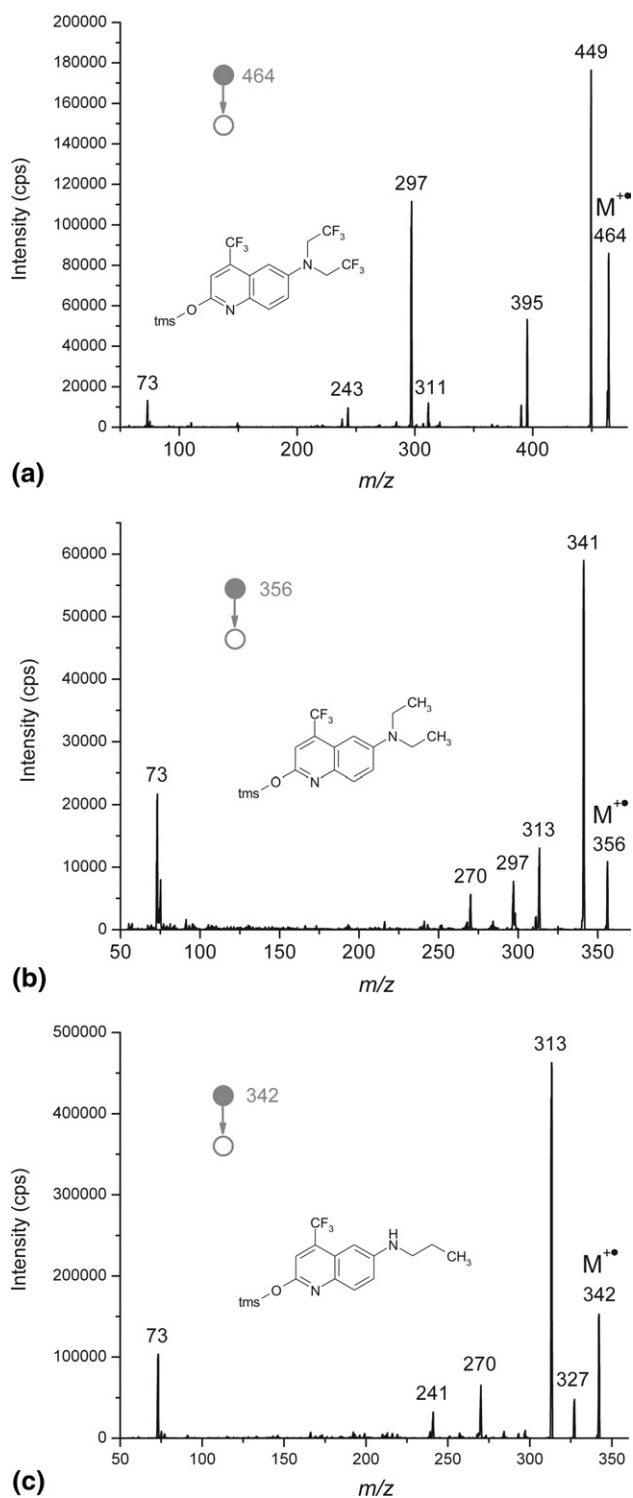 200000
180000
160000
140000
120000
100000
80000
60000
40000
20000
0
Intensity (cps)
464
449
297
M+•
464
395
CF3
CF3
N
CF3
tms
O
N
73
243
311
100
200
300
400
m/z
(a)
60000
50000
40000
30000
20000
10000
0
Intensity (cps)
356
341
CF3
CH3
N
CH3
tms
O
N
73
M+•
356
313
297
270
50
100
150
200
250
300
350
m/z
(b)
500000
400000
300000
200000
100000
0
Intensity (cps)
342
313
CF3
H
N
CH3
tms
O
N
M+•
342
73
327
270
241
50
100
150
200
250
300
350
m/z
(c)